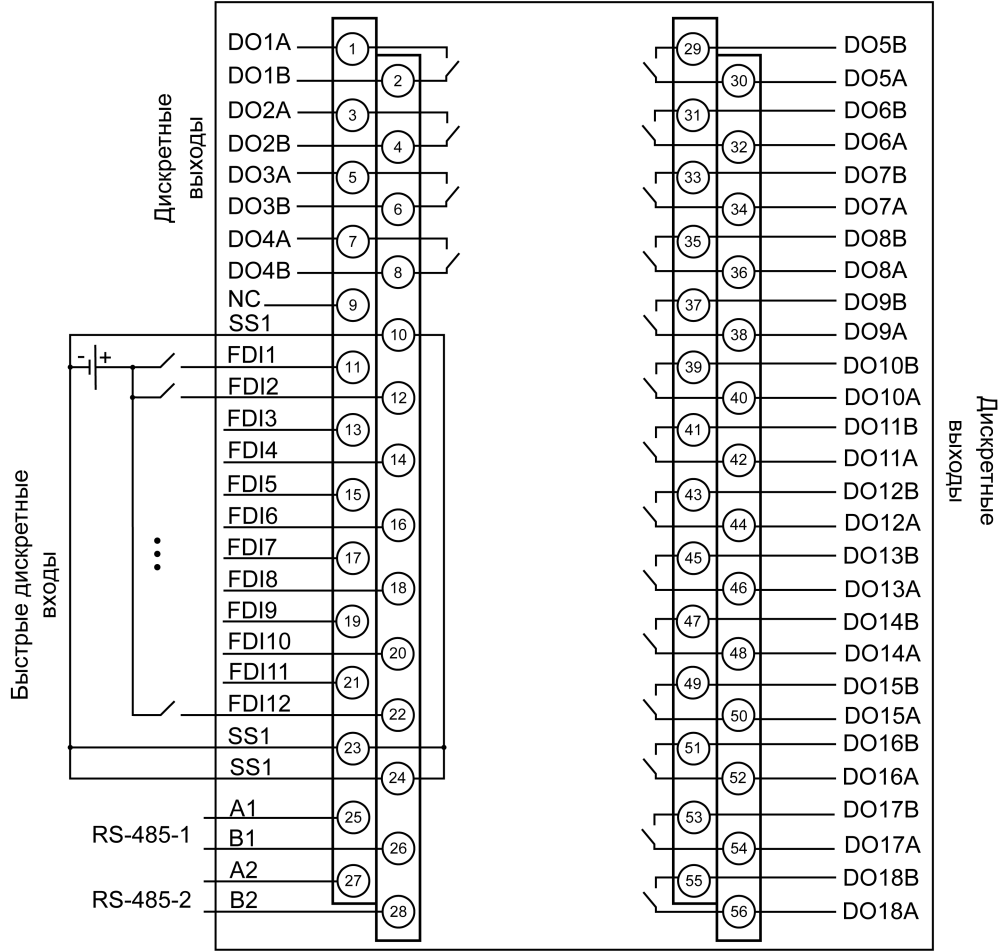 Дискретные
выходы
DO1A 1
DO1B 2
DO2A 3
DO2B 4
DO3A 5
DO3B 6
DO4A 7
DO4B 8
NC 9
SS1 10
- +
FDI1 11
FDI2 12
FDI3 13
FDI4 14
FDI5 15
FDI6 16
FDI7 17
FDI8 18
FDI9 19
FDI10 20
FDI11 21
FDI12 22
SS1 23
SS1 24
Быстрые дискретные
входы
RS-485-1
A1 25
B1 26
RS-485-2
A2 27
B2 28
29 DO5B
30 DO5A
31 DO6B
32 DO6A
33 DO7B
34 DO7A
35 DO8B
36 DO8A
37 DO9B
38 DO9A
39 DO10B
40 DO10A
41 DO11B
42 DO11A
43 DO12B
44 DO12A
45 DO13B
46 DO13A
47 DO14B
48 DO14A
49 DO15B
50 DO15A
51 DO16B
52 DO16A
53 DO17B
54 DO17A
55 DO18B
56 DO18A
Дискретные
выходы